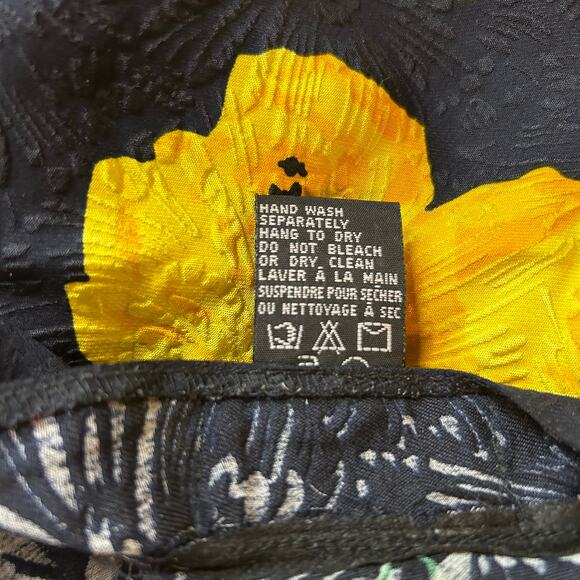 HAND WASH
SEPARATELY
HANG TO DRY
DO NOT BLEACH
OR DRY CLEAN
LAVER À LA MAIN
SUSPENDRE POUR SÉCHER
OU NETTOYAGE À SEC